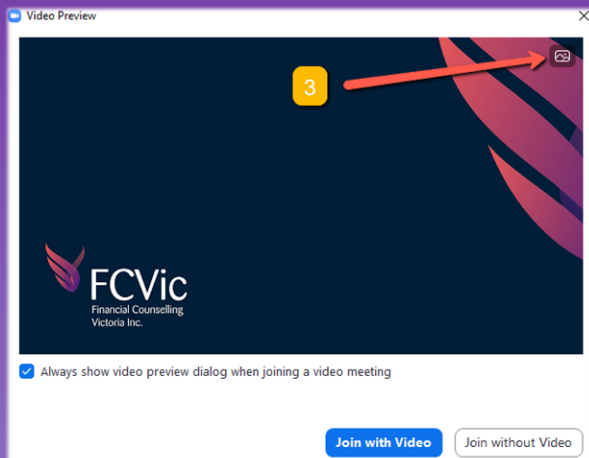 Video Preview
3
FCVic
Financial Counselling
Victoria Inc.
Always show video preview dialog when joining a video meeting
Join with Video
Join without Video